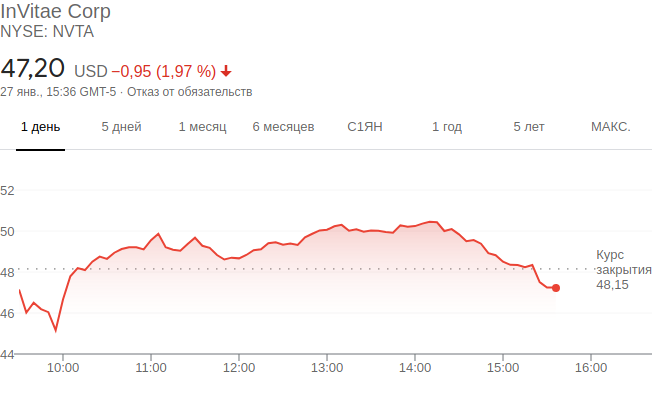 InVitae Corp
NYSE: NVTA
47,20 USD −0,95 (1,97 %)
27 янв., 15:36 GMT-5 · Отказ от обязательств
1 день 5 дней 1 месяц 6 месяцев С1ЯН 1 год 5 лет МАКС.
52
50
48
46
44
Курс
закрытия
48,15
10:00 11:00 12:00 13:00 14:00 15:00 16:00